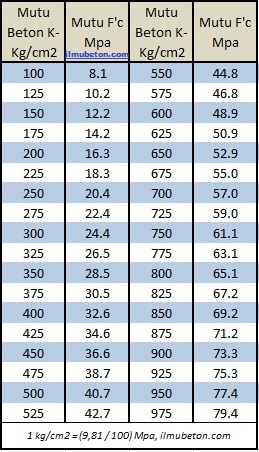 Mutu Beton K- Kg/cm2 Mutu F'c Mpa Mutu Beton K- Kg/cm2 Mutu F'c Mpa
ilmubeton.com
100 8.1 550 44.8
125 10.2 575 46.8
150 12.2 600 48.9
175 14.2 625 50.9
200 16.3 650 52.9
225 18.3 675 55.0
250 20.4 700 57.0
275 22.4 725 59.0
300 24.4 750 61.1
325 26.5 775 63.1
350 28.5 800 65.1
375 30.5 825 67.2
400 32.6 850 69.2
425 34.6 875 71.2
450 36.6 900 73.3
475 38.7 925 75.3
500 40.7 950 77.4
525 42.7 975 79.4
1 kg/cm2 =(9,81 / 100) Mpa, ilmubeton.com